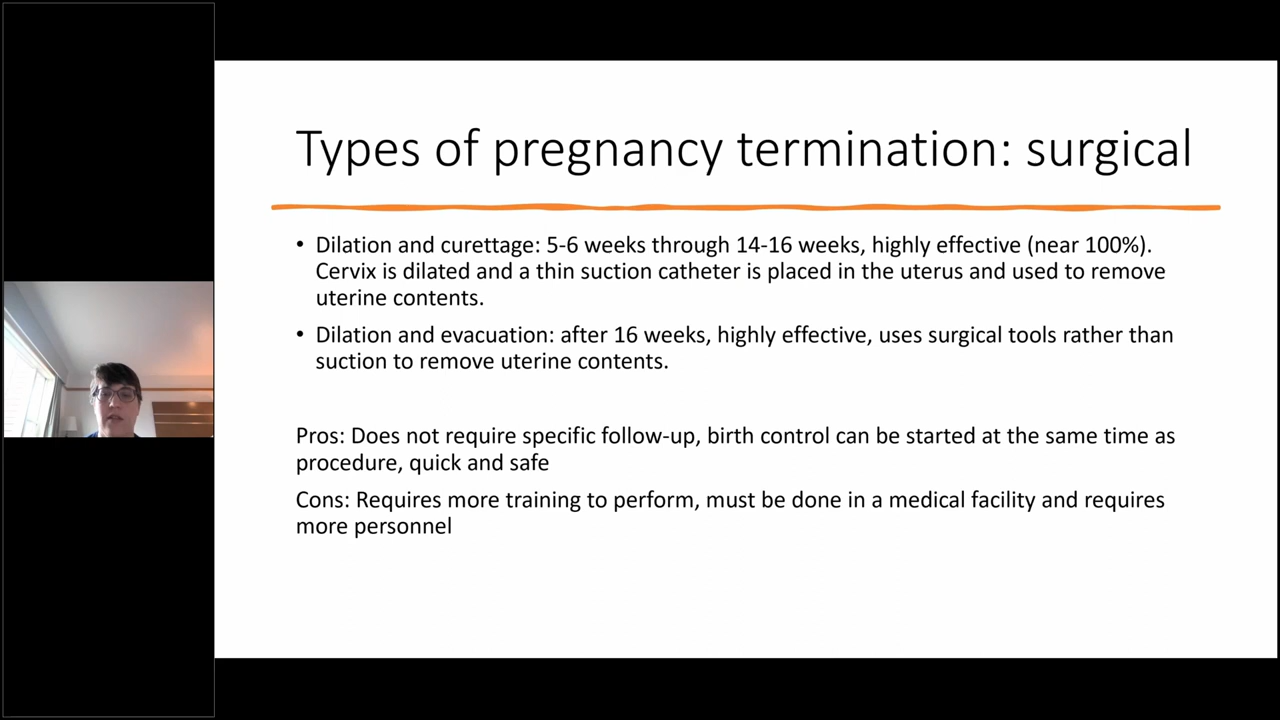 Types of pregnancy termination: surgical
• Dilation and curettage: 5-6 weeks through 14-16 weeks, highly effective (near 100%).
Cervix is dilated and a thin suction catheter is placed in the uterus and used to remove
uterine contents.
• Dilation and evacuation: after 16 weeks, highly effective, uses surgical tools rather than
suction to remove uterine contents.
Pros: Does not require specific follow-up, birth control can be started at the same time as
procedure, quick and safe
Cons: Requires more training to perform, must be done in a medical facility and requires
more personnel